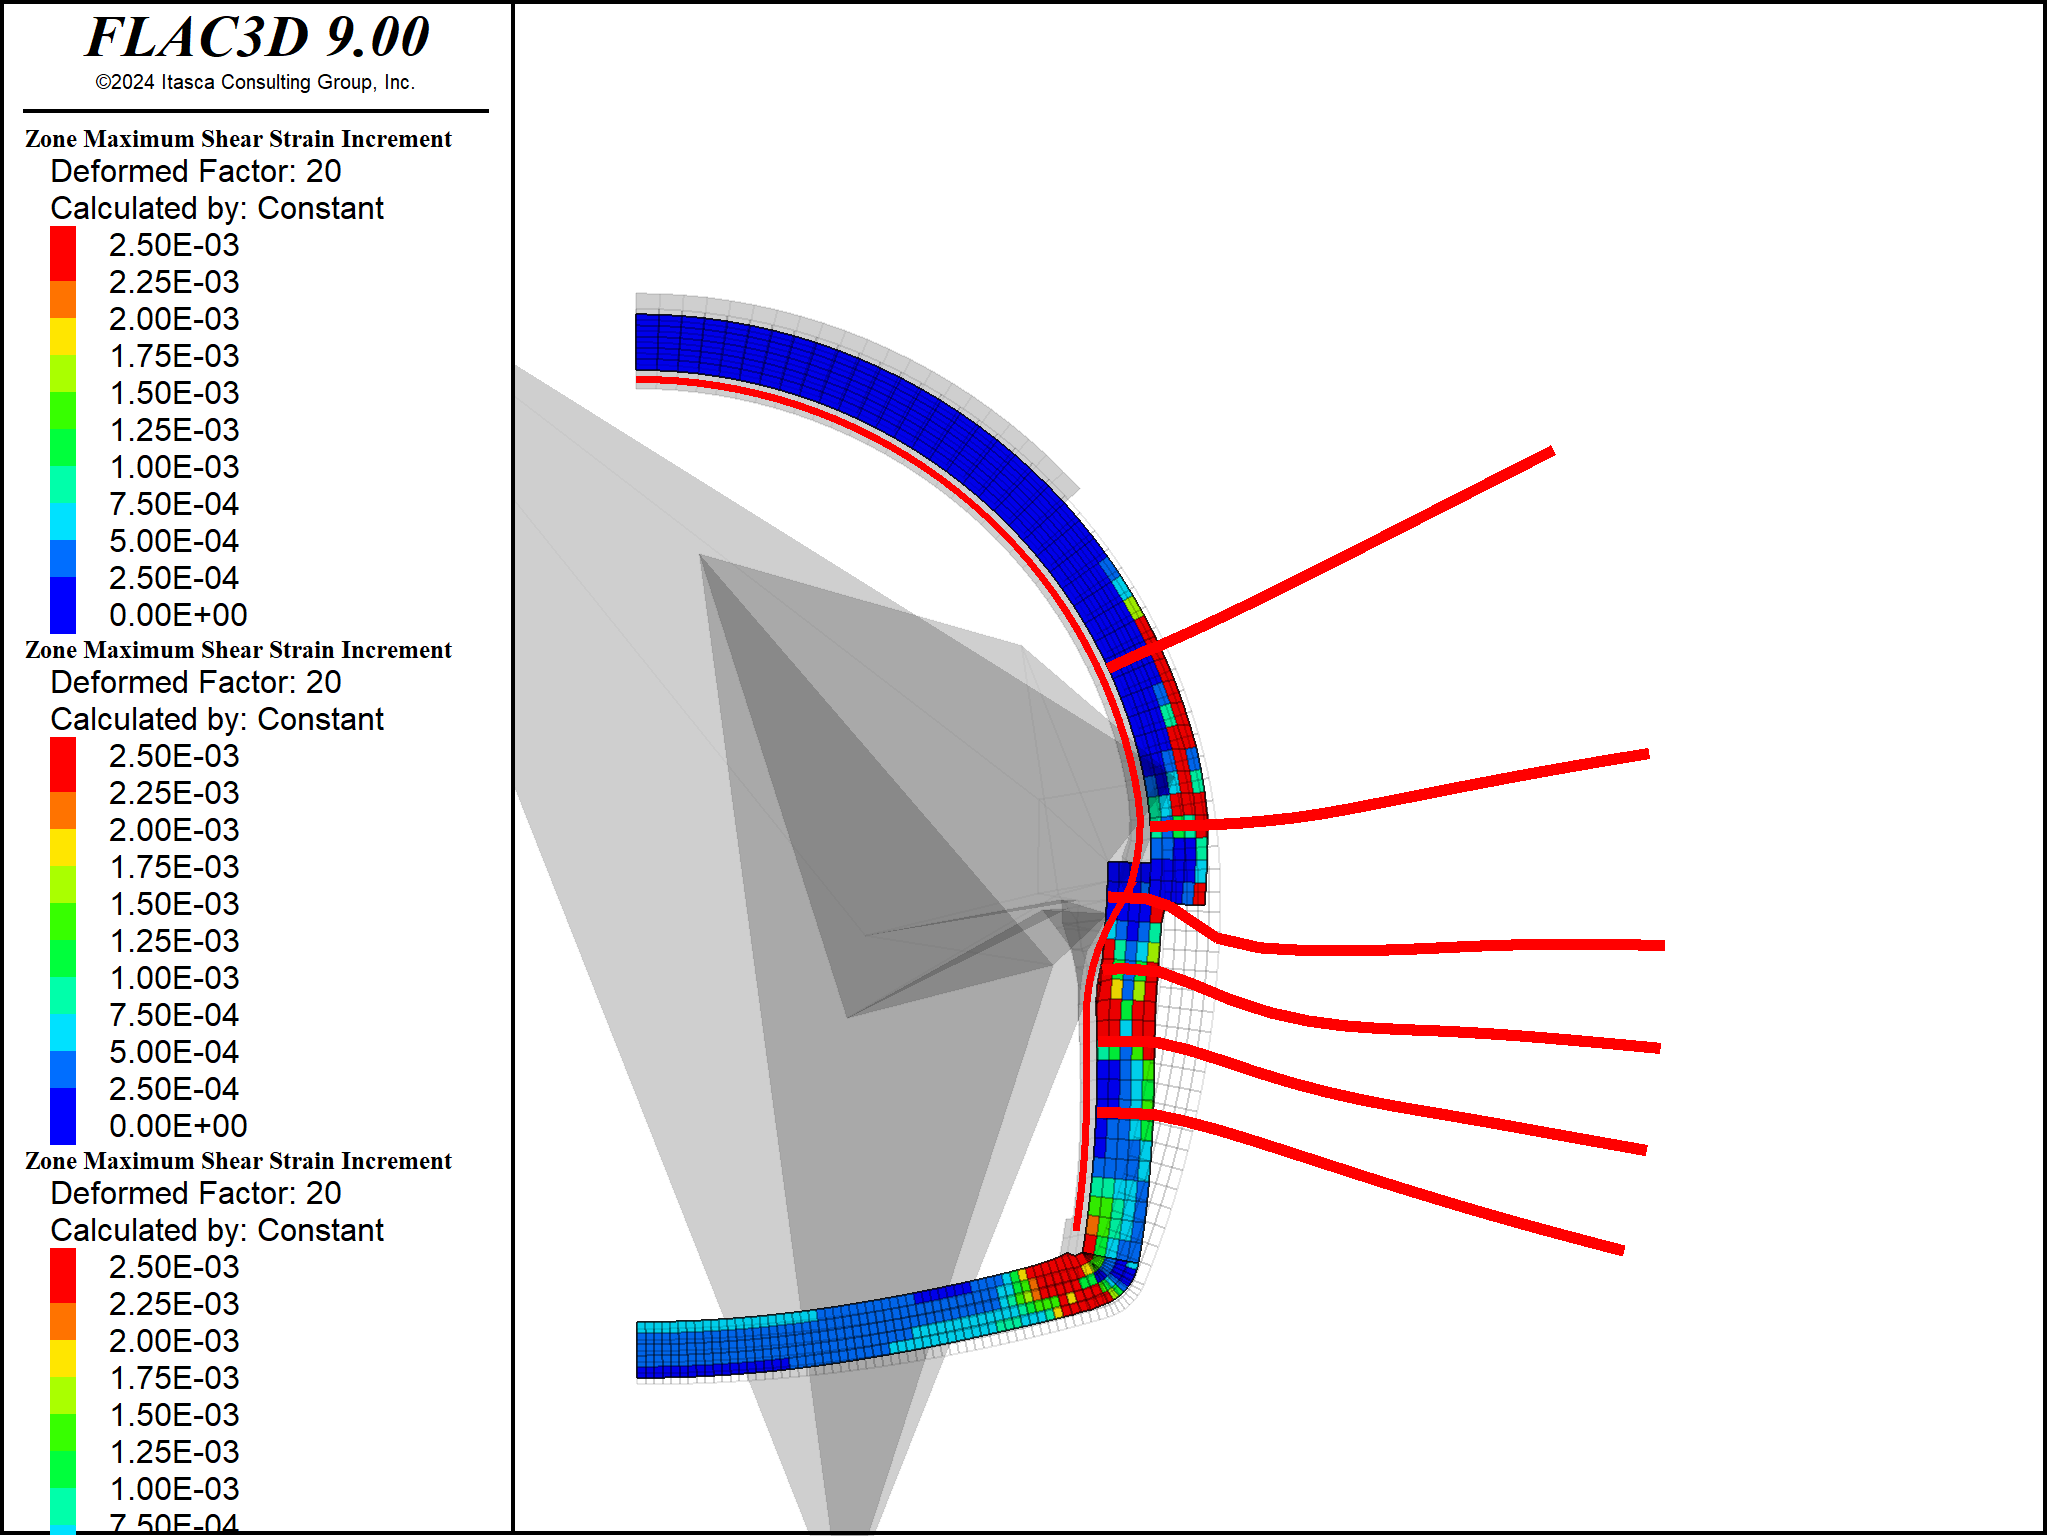 FLAC3D 9.00
©2024 Itasca Consulting Group, Inc.
Zone Maximum Shear Strain Increment
Deformed Factor: 20
Calculated by: Constant
2.50E-03
2.25E-03
2.00E-03
1.75E-03
1.50E-03
1.25E-03
1.00E-03
7.50E-04
5.00E-04
2.50E-04
0.00E+00
Zone Maximum Shear Strain Increment
Deformed Factor: 20
Calculated by: Constant
2.50E-03
2.25E-03
2.00E-03
1.75E-03
1.50E-03
1.25E-03
1.00E-03
7.50E-04
5.00E-04
2.50E-04
0.00E+00
Zone Maximum Shear Strain Increment
Deformed Factor: 20
Calculated by: Constant
2.50E-03
2.25E-03
2.00E-03
1.75E-03
1.50E-03
1.25E-03
1.00E-03
7.50E-04